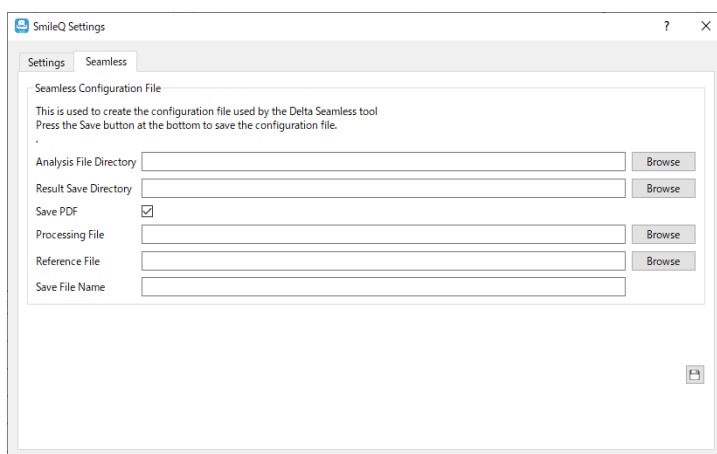 SmileQ Settings
?
Settings
Seamless
Seamless Configuration File
This is used to create the configuration file used by the Delta Seamless tool
Press the Save button at the bottom to save the configuration file.
.
Analysis File Directory
Browse
Result Save Directory
Browse
Save PDF
Processing File
Browse
Reference File
Browse
Save File Name